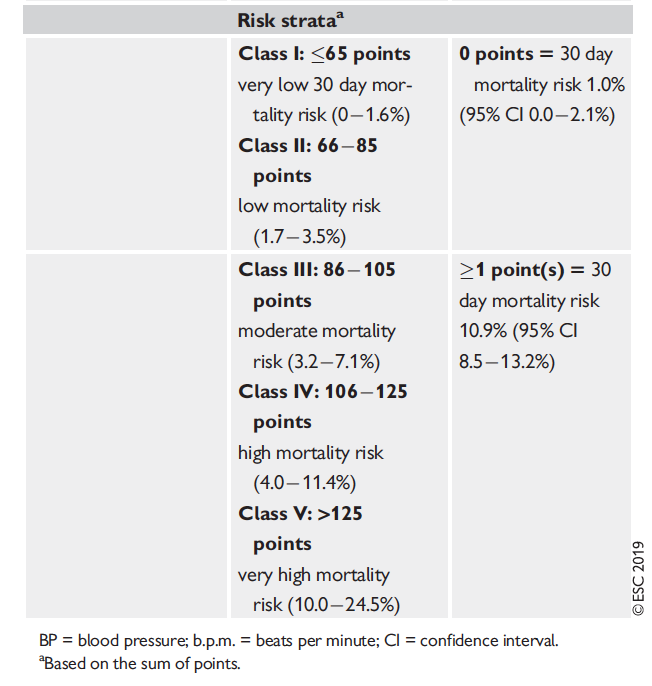 Risk strataᵃ
Class I: ≤65 points
very low 30 day mor-
tality risk (0−1.6%)
Class II: 66−85
points
low mortality risk
(1.7−3.5%)
0 points = 30 day
mortality risk 1.0%
(95% CI 0.0−2.1%)
Class III: 86−105
points
moderate mortality
risk (3.2−7.1%)
Class IV: 106−125
points
high mortality risk
(4.0−11.4%)
Class V: >125
points
very high mortality
risk (10.0−24.5%)
≥1 point(s) = 30
day mortality risk
10.9% (95% CI
8.5−13.2%)
© ESC 2019
BP = blood pressure; b.p.m. = beats per minute; CI = confidence interval.
ᵃBased on the sum of points.